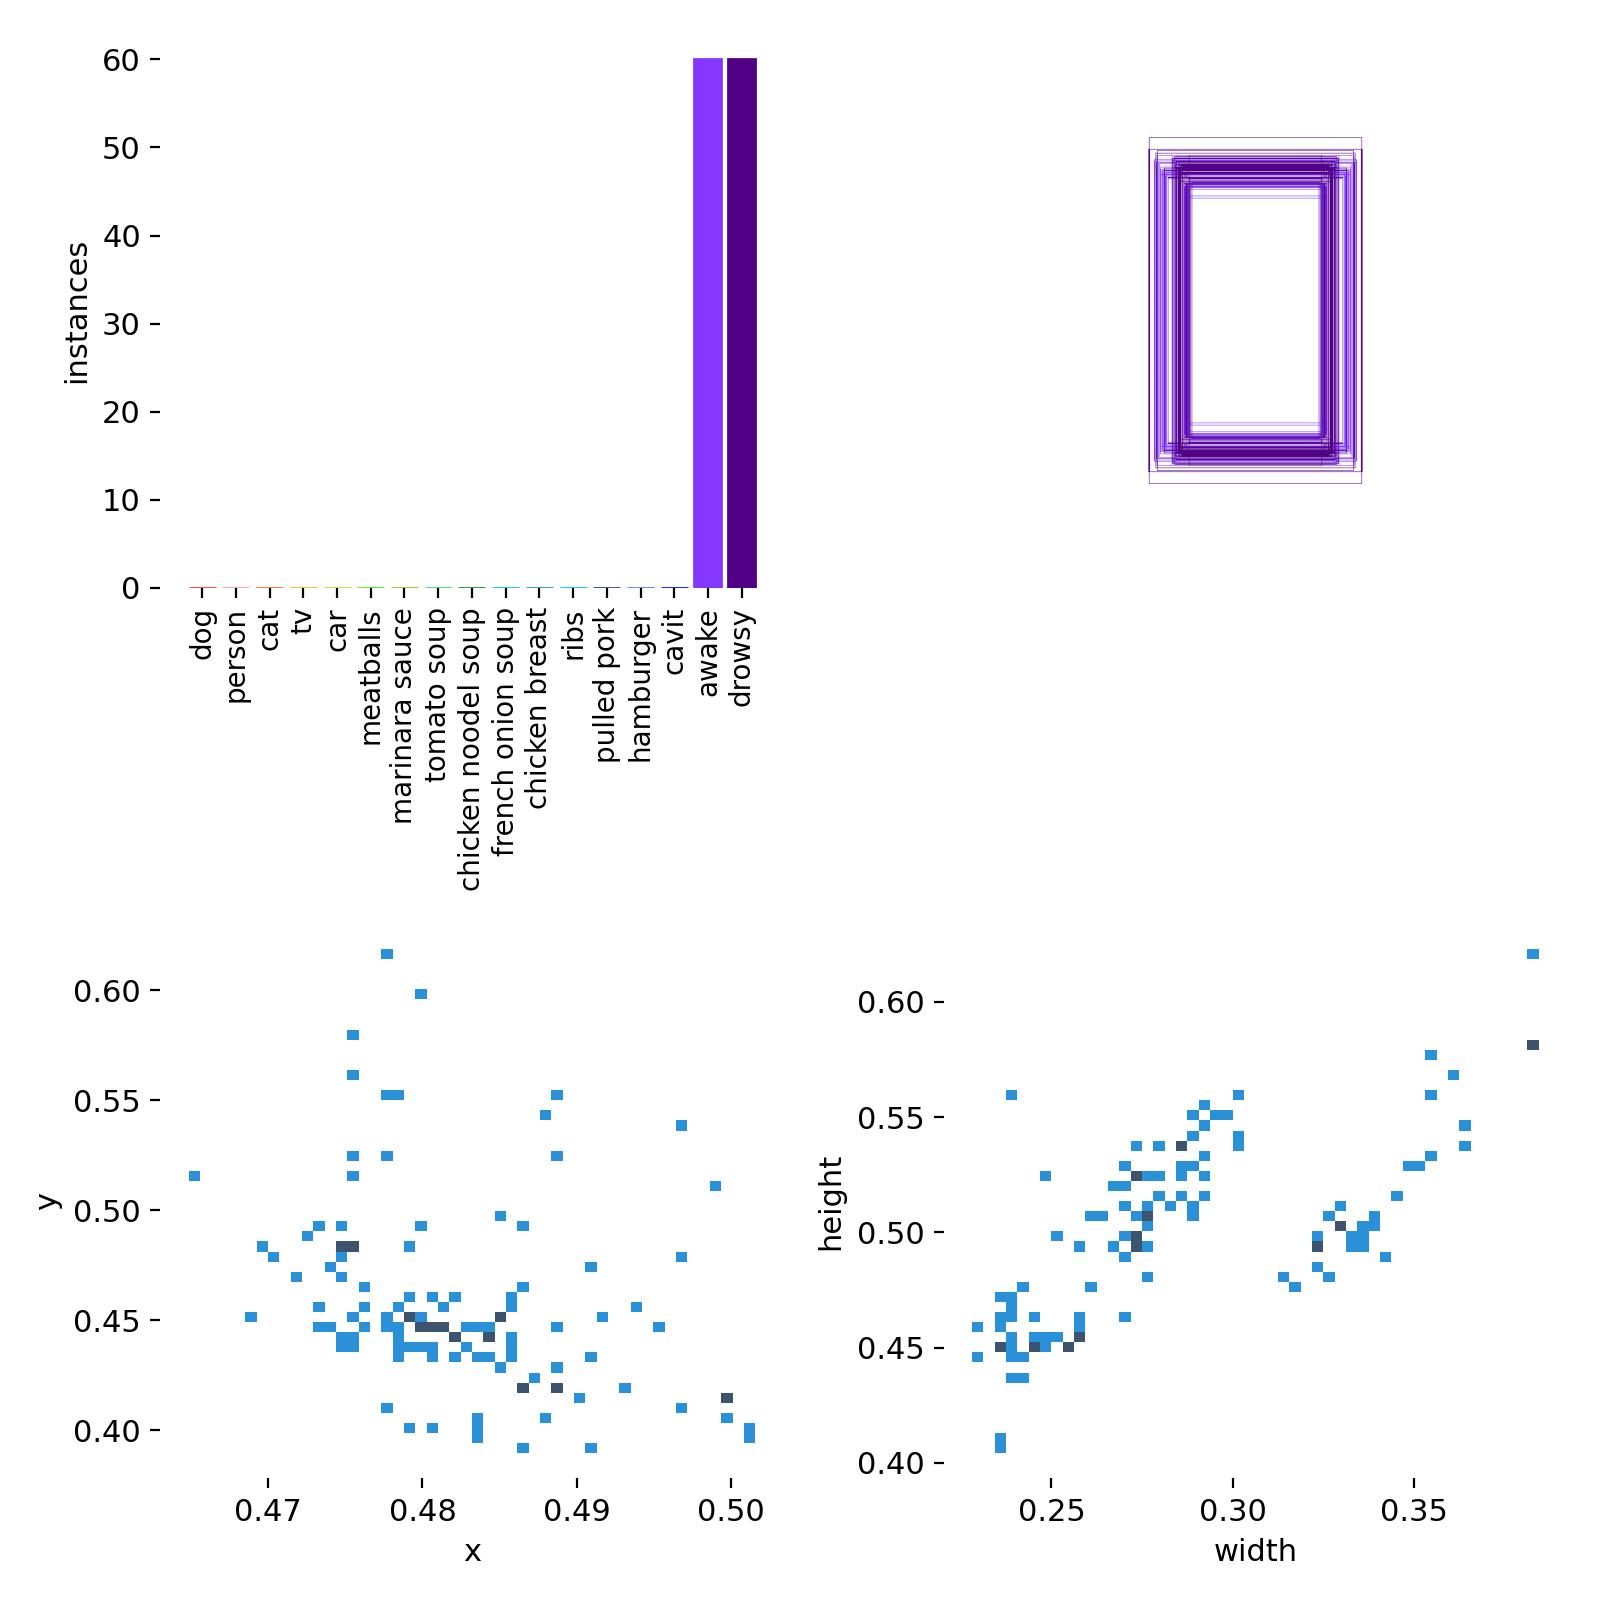 60
50
40
30
20
10
0
instances
dog
person
cat
tv
car
meatballs
marinara sauce
tomato soup
chicken noodel soup
french onion soup
chicken breast
ribs
pulled pork
hamburger
cavit
awake
drowsy
0.60
0.55
0.50
0.45
0.40
y
0.47 0.48 0.49 0.50
x
0.60
0.55
0.50
0.45
0.40
height
0.25 0.30 0.35
width